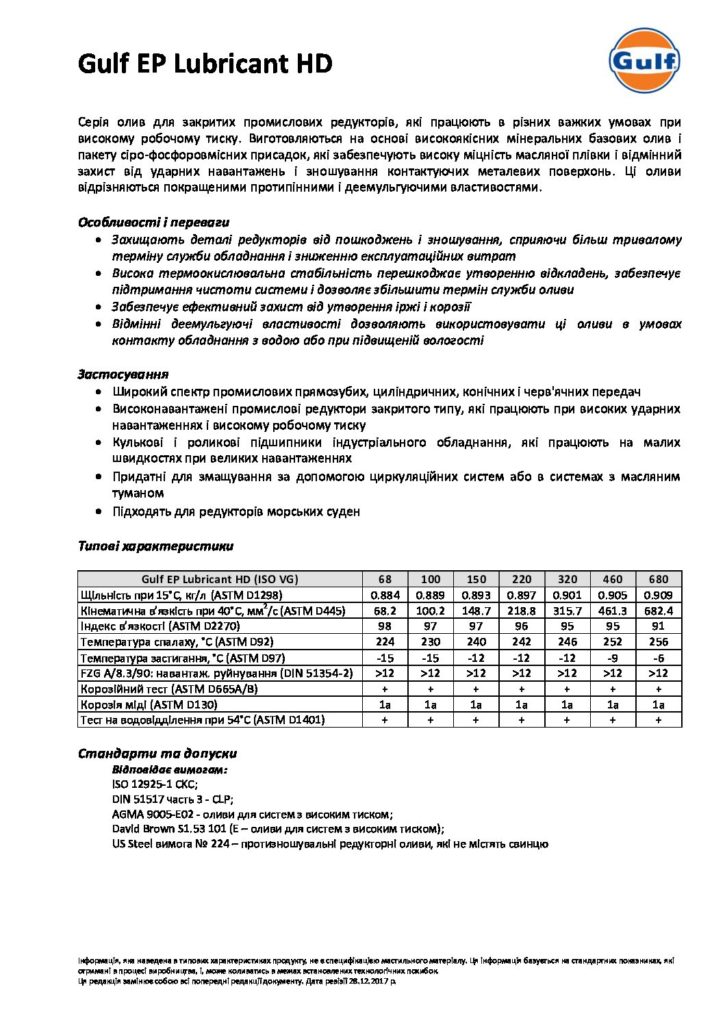 Gulf EP Lubricant HD
Gulf
Серія олив для закритих промислових редукторів, які працюють в різних важких умовах при
високому робочому тиску. Виготовляються на основі високоякісних мінеральних базових олив і
пакету сіро-фосфоровмісних присадок, які забезпечують високу міцність масляної плівки і відмінний
захист від ударних навантажень і зношування контактуючих металевих поверхонь. Ці оливи
відрізняються покращеними протипінними і деемульгуючими властивостями.
Особливості і переваги
• Захищають деталі редукторів від пошкоджень і зношування, сприяючи більш тривалому
терміну служби обладнання і зниженню експлуатаційних витрат
• Висока термоокислювальна стабільність перешкоджає утворенню відкладень, забезпечує
підтримання чистоти системи і дозволяє збільшити термін служби оливи
• Забезпечує ефективний захист від утворення іржі і корозії
• Відмінні деемульгуючі властивості дозволяють використовувати ці оливи в умовах
контакту обладнання з водою або при підвищеній вологості
Застосування
• Широкий спектр промислових прямозубих, циліндричних, конічних і черв'ячних передач
• Високонавантажені промислові редуктори закритого типу, які працюють при високих ударних
навантаженнях і високому робочому тиску
• Кулькові і роликові підшипники індустріального обладнання, які працюють на малих
швидкостях при великих навантаженнях
• Придатні для змащування за допомогою циркуляційних систем або в системах з масляним
туманом
• Підходять для редукторів морських суден
Типові характеристики
Gulf EP Lubricant HD (ISO VG) 68 100 150 220 320 460 680
Щільність при 15°C, кг/л (ASTM D1298) 0.884 0.889 0.893 0.897 0.901 0.905 0.909
Кінематична в'язкість при 40°C, мм²/с (ASTM D445) 68.2 100.2 148.7 218.8 315.7 461.3 682.4
Індекс в'язкості (ASTM D2270) 98 97 97 96 95 95 91
Температура спалаху, °C (ASTM D92) 224 230 240 242 246 252 256
Температура застигання, °C (ASTM D97) -15 -15 -12 -12 -12 -9 -6
FZG A/8.3/90: навантаж. руйнування (DIN 51354-2) >12 >12 >12 >12 >12 >12 >12
Корозійний тест (ASTM D665A/B) + + + + + + +
Корозія міді (ASTM D130) 1a 1a 1a 1a 1a 1a 1a
Тест на водовідділення при 54°C (ASTM D1401) + + + + + + +
Стандарти та допуски
Відповідає вимогам:
ISO 12925-1 CKC;
DIN 51517 часть 3 - CLP;
AGMA 9005-E02 - оливи для систем з високим тиском;
David Brown S1.53 101 (E – оливи для систем з високим тиском);
US Steel вимога № 224 – протизношувальні редукторні оливи, які не містять свинцю
Інформація, яка наведена в типових характеристиках продукту, не є специфікацією мастильного матеріалу. Ця інформація базується на стандартних показниках, які
отримані в процесі виробництва, і, може коливатись в межах встановлених технологічних похибок.
Ця редакція замінює собою всі попередні редакції документу. Дата ревізії 28.12.2017 р.